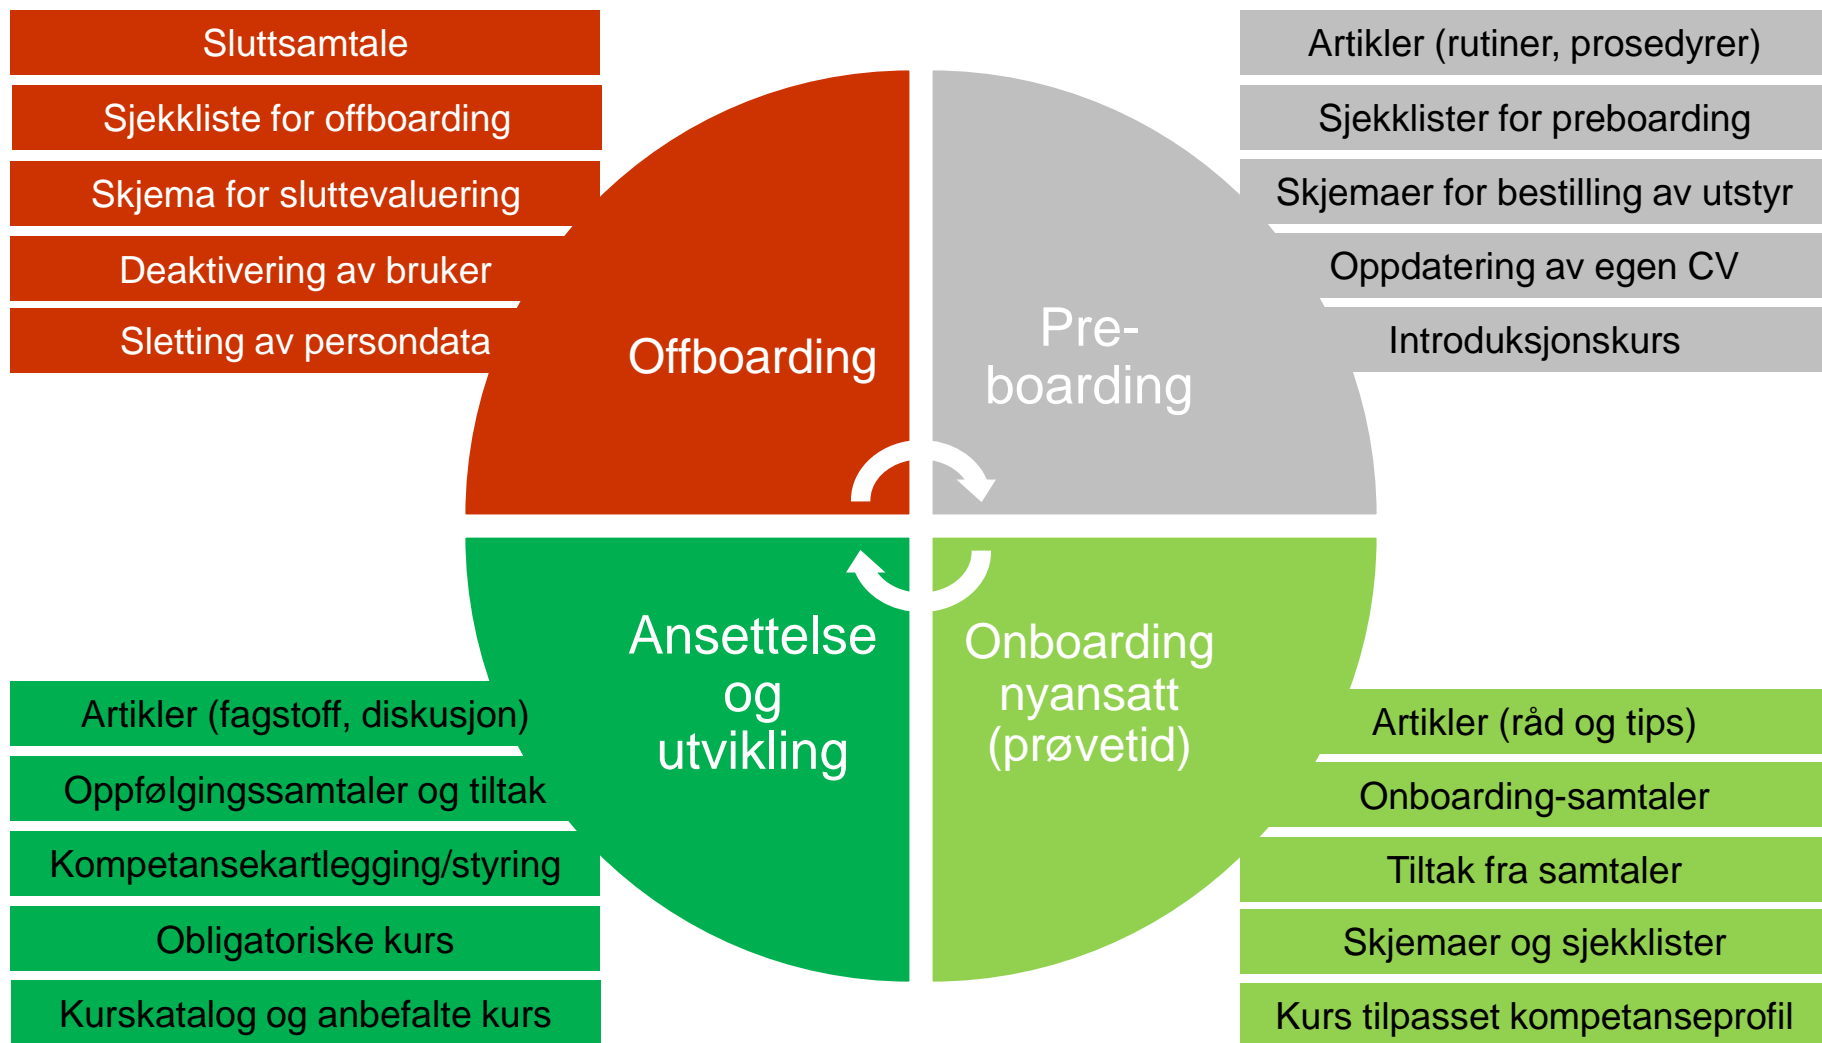 Sluttsamtale
Sjekkliste for offboarding
Skjema for sluttevaluering
Deaktivering av bruker
Sletting av persondata
Offboarding
Artikler (rutiner, prosedyrer)
Sjekklister for preboarding
Skjemaer for bestilling av utstyr
Oppdatering av egen CV
Introduksjonskurs
Pre-
boarding
Ansettelse
og
utvikling
Artikler (fagstoff, diskusjon)
Oppfølgingssamtaler og tiltak
Kompetansekartlegging/styring
Obligatoriske kurs
Kurskatalog og anbefalte kurs
Onboarding
nyansatt
(prøvetid)
Artikler (råd og tips)
Onboarding-samtaler
Tiltak fra samtaler
Skjemaer og sjekklister
Kurs tilpasset kompetanseprofil